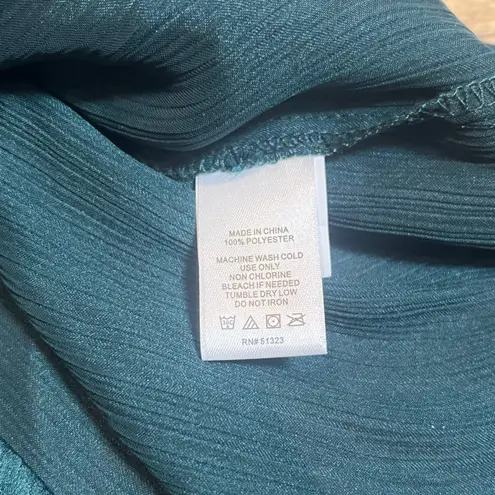 MADE IN CHINA
100% POLYESTER
MACHINE WASH COLD
USE ONLY
NON CHLORINE
BLEACH IF NEEDED
TUMBLE DRY LOW
DO NOT IRON
RN# 51323